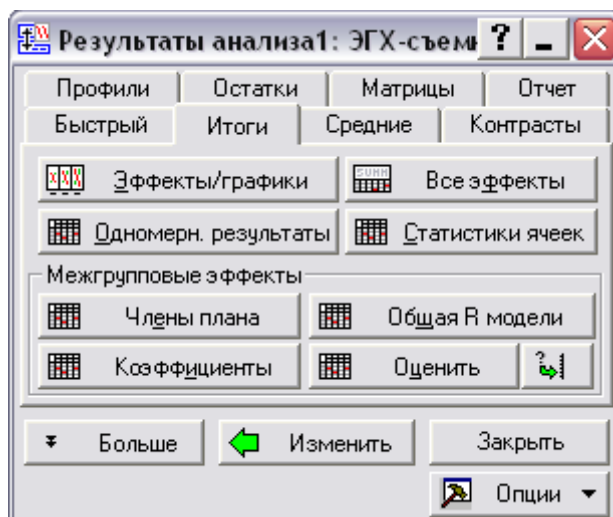 Результаты анализа1: ЭГХ-съемк ?
Профили Остатки Матрицы Отчет
Быстрый Итоги Средние Контрасты
Эффекты/графики Все эффекты
Одномерн. результаты Статистики ячеек
Межгрупповые эффекты
Члены плана Общая R модели
Коэффициенты Оценить
Больше Изменить Закрыть
Опции